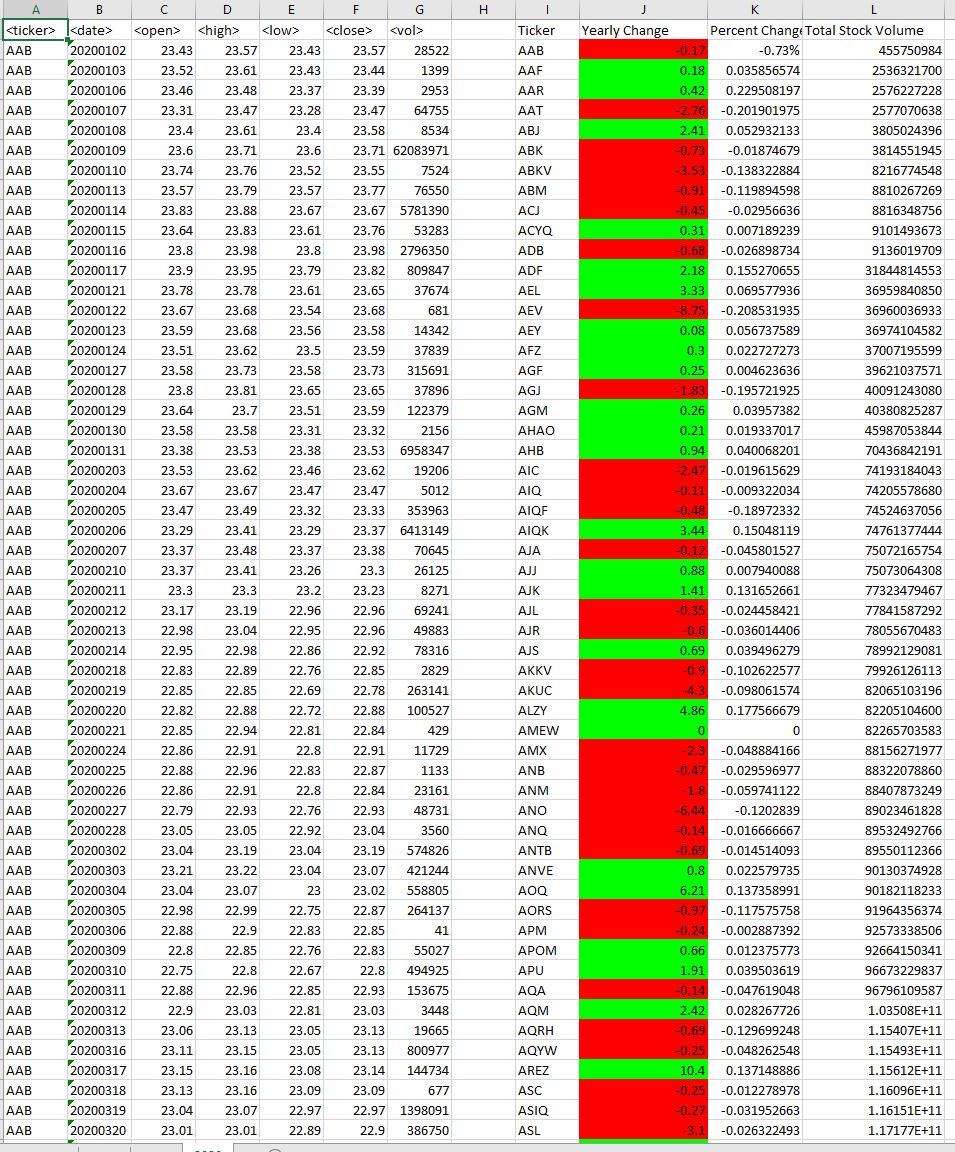 A B C D E F G H I J K L
<ticker> <date> <open> <high> <low> <close> <vol> Ticker Yearly Change Percent Change Total Stock Volume
AAB 20200102 23.43 23.57 23.43 23.57 28522 AAB -0.17 -0.73% 455750984
AAB 20200103 23.52 23.61 23.43 23.44 1399 AAF 0.18 0.035856574 2536321700
AAB 20200106 23.46 23.48 23.37 23.39 2953 AAR 0.42 0.229508197 2576227228
AAB 20200107 23.31 23.47 23.28 23.47 64755 AAT -2.76 -0.201901975 2577070638
AAB 20200108 23.4 23.61 23.4 23.58 8534 ABJ 2.41 0.052932133 3805024396
AAB 20200109 23.6 23.71 23.6 23.71 62083971 ABK -0.73 -0.01874679 3814551945
AAB 20200110 23.74 23.76 23.52 23.55 7524 ABKV -3.53 -0.138322884 8216774548
AAB 20200113 23.57 23.79 23.57 23.77 76550 ABM -0.91 -0.119894598 8810267269
AAB 20200114 23.83 23.88 23.67 23.67 5781390 ACJ -0.45 -0.02956636 8816348756
AAB 20200115 23.64 23.83 23.61 23.76 53283 ACYQ 0.31 0.007189239 9101493673
AAB 20200116 23.8 23.98 23.8 23.98 2796350 ADB -0.68 -0.026898734 9136019709
AAB 20200117 23.9 23.95 23.79 23.82 809847 ADF 2.18 0.155270655 31844814553
AAB 20200121 23.78 23.78 23.61 23.65 37674 AEL 3.33 0.069577936 36959840850
AAB 20200122 23.67 23.68 23.54 23.68 681 AEV -8.75 -0.208531935 36960036933
AAB 20200123 23.59 23.68 23.56 23.58 14342 AEY 0.08 0.056737589 36974104582
AAB 20200124 23.51 23.62 23.5 23.59 37839 AFZ 0.3 0.022727273 37007195599
AAB 20200127 23.58 23.73 23.58 23.73 315691 AGF 0.25 0.004623636 39621037571
AAB 20200128 23.8 23.81 23.65 23.65 37896 AGJ -1.83 -0.195721925 40091243080
AAB 20200129 23.64 23.7 23.51 23.59 122379 AGM 0.26 0.03957382 40380825287
AAB 20200130 23.58 23.58 23.31 23.32 2156 AHAO 0.21 0.019337017 45987053844
AAB 20200131 23.38 23.53 23.38 23.53 6958347 AHB 0.94 0.040068201 70436842191
AAB 20200203 23.53 23.62 23.46 23.62 19206 AIC -2.47 -0.019615629 74193184043
AAB 20200204 23.67 23.67 23.47 23.47 5012 AIQ -0.11 -0.009322034 74205578680
AAB 20200205 23.47 23.49 23.32 23.33 353963 AIQF -0.48 -0.18972332 74524637056
AAB 20200206 23.29 23.41 23.29 23.37 6413149 AIQK 3.44 0.15048119 74761377444
AAB 20200207 23.37 23.48 23.37 23.38 70645 AJA -0.12 -0.045801527 75072165754
AAB 20200210 23.37 23.41 23.26 23.3 26125 AJJ 0.88 0.007940088 75073064308
AAB 20200211 23.3 23.3 23.2 23.23 8271 AJK 1.41 0.131652661 77323479467
AAB 20200212 23.17 23.19 22.96 22.96 69241 AJL -0.35 -0.024458421 77841587292
AAB 20200213 22.98 23.04 22.95 22.96 49883 AJR -0.6 -0.036014406 78055670483
AAB 20200214 22.95 22.98 22.86 22.92 78316 AJS 0.69 0.039496279 78992129081
AAB 20200218 22.83 22.89 22.76 22.85 2829 AKKV -0.9 -0.102622577 79926126113
AAB 20200219 22.85 22.85 22.69 22.78 263141 AKUC -4.3 -0.098061574 82065103196
AAB 20200220 22.82 22.88 22.72 22.88 100527 ALZY 4.86 0.177566679 82205104600
AAB 20200221 22.85 22.94 22.81 22.84 429 AMEW 0 0 82265703583
AAB 20200224 22.86 22.91 22.8 22.91 11729 AMX -2.3 -0.048884166 88156271977
AAB 20200225 22.88 22.96 22.83 22.87 1133 ANB -0.47 -0.029596977 88322078860
AAB 20200226 22.86 22.91 22.8 22.84 23161 ANM -1.8 -0.059741122 88407873249
AAB 20200227 22.79 22.93 22.76 22.93 48731 ANO -6.44 -0.1202839 89023461828
AAB 20200228 23.05 23.05 22.92 23.04 3560 ANQ -0.14 -0.016666667 89532492766
AAB 20200302 23.04 23.19 23.04 23.19 574826 ANTB -0.69 -0.014514093 89550112366
AAB 20200303 23.21 23.22 23.04 23.07 421244 ANVE 0.8 0.022579735 90130374928
AAB 20200304 23.04 23.07 23 23.02 558805 AOQ 6.21 0.137358991 90182118233
AAB 20200305 22.98 22.99 22.75 22.87 264137 AORS -0.97 -0.117575758 91964356374
AAB 20200306 22.88 22.9 22.83 22.85 41 APM -0.24 -0.002887392 92573338506
AAB 20200309 22.8 22.85 22.76 22.83 55027 APOM 0.66 0.012375773 92664150341
AAB 20200310 22.75 22.8 22.67 22.8 494925 APU 1.91 0.039503619 96673229837
AAB 20200311 22.88 22.96 22.85 22.93 153675 AQA -0.14 -0.047619048 96796109587
AAB 20200312 22.9 23.03 22.81 23.03 3448 AQM 2.42 0.028267726 1.03508E+11
AAB 20200313 23.06 23.13 23.05 23.13 19665 AQRH -0.69 -0.129699248 1.15407E+11
AAB 20200316 23.11 23.15 23.05 23.13 800977 AQYW -0.25 -0.048262548 1.15493E+11
AAB 20200317 23.15 23.16 23.08 23.14 144734 AREZ 10.4 0.137148886 1.15612E+11
AAB 20200318 23.13 23.16 23.09 23.09 677 ASC -0.25 -0.012278978 1.16096E+11
AAB 20200319 23.04 23.07 22.97 22.97 1398091 ASIQ -0.27 -0.031952663 1.16151E+11
AAB 20200320 23.01 23.01 22.89 22.9 386750 ASL -3.1 -0.026322493 1.17177E+11